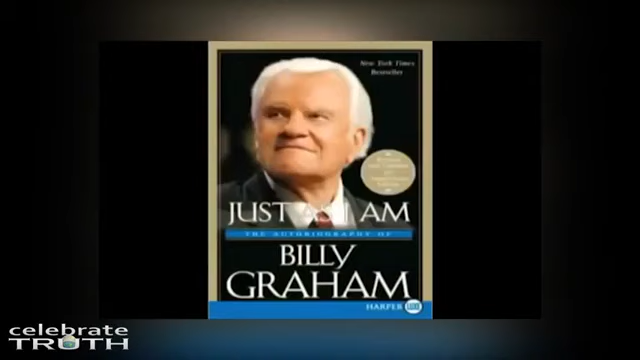 New York Times
Bestseller
JUST AS I AM
THE AUTOBIOGRAPHY OF
BILLY
GRAHAM
HARPER
celebrate
TRUTH